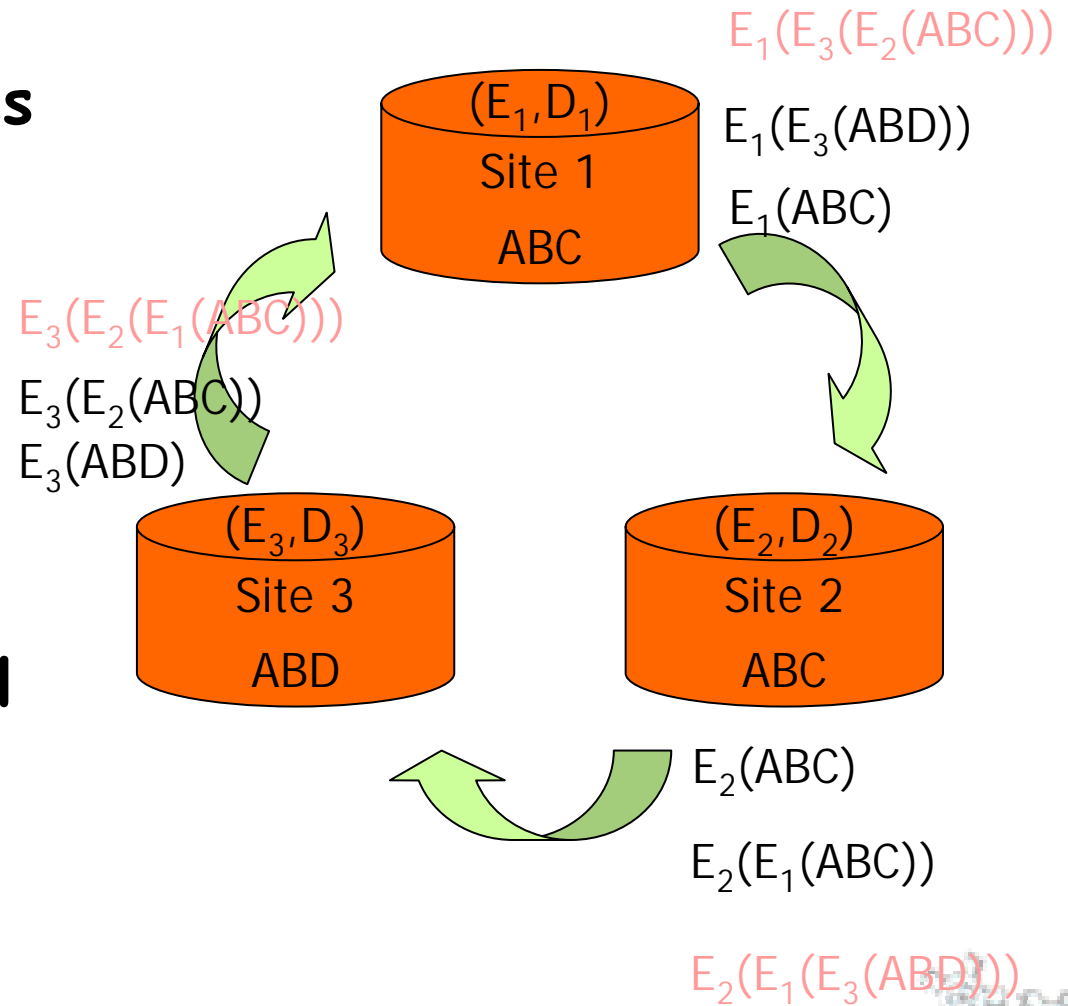 E₁(E₃(E₂(ABC)))
s
(E₁,D₁)
E₁(E₃(ABD))
Site 1
E₁(ABC)
ABC
E₃(E₂(E₁(ABC)))
E₃(E₂(ABC))
E₃(ABD)
(E₃,D₃)
Site 3
ABD
(E₂,D₂)
Site 2
ABC
l
E₂(ABC)
E₂(E₁(ABC))
E₂(E₁(E₃(ABD)))